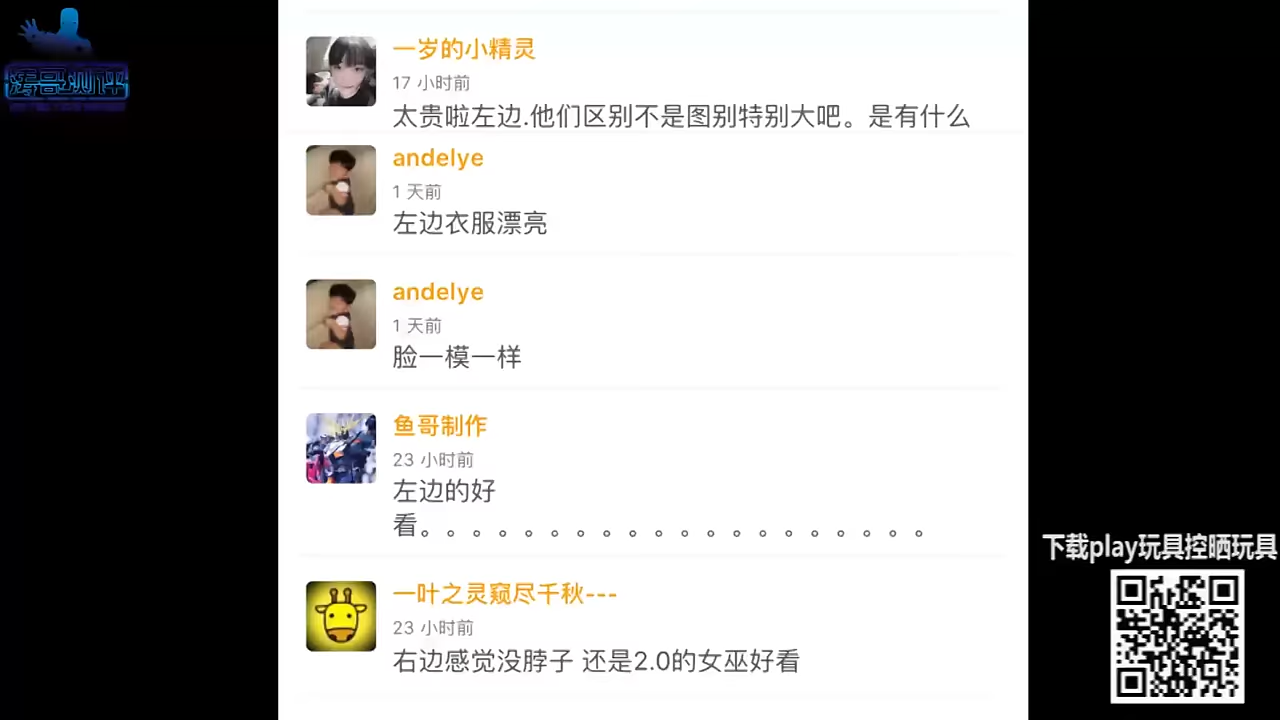 涛哥测评
一岁的小精灵
17 小时前
太贵啦左边.他们区别不是图别特别大吧。是有什么
andelye
1 天前
左边衣服漂亮
andelye
1 天前
脸一模一样
鱼哥制作
23 小时前
左边的好
看。。。。。。。。。。。。。。。。。。。。
一叶之灵窥尽千秋---
23 小时前
右边感觉没脖子 还是2.0的女巫好看
下载play玩具控晒玩具